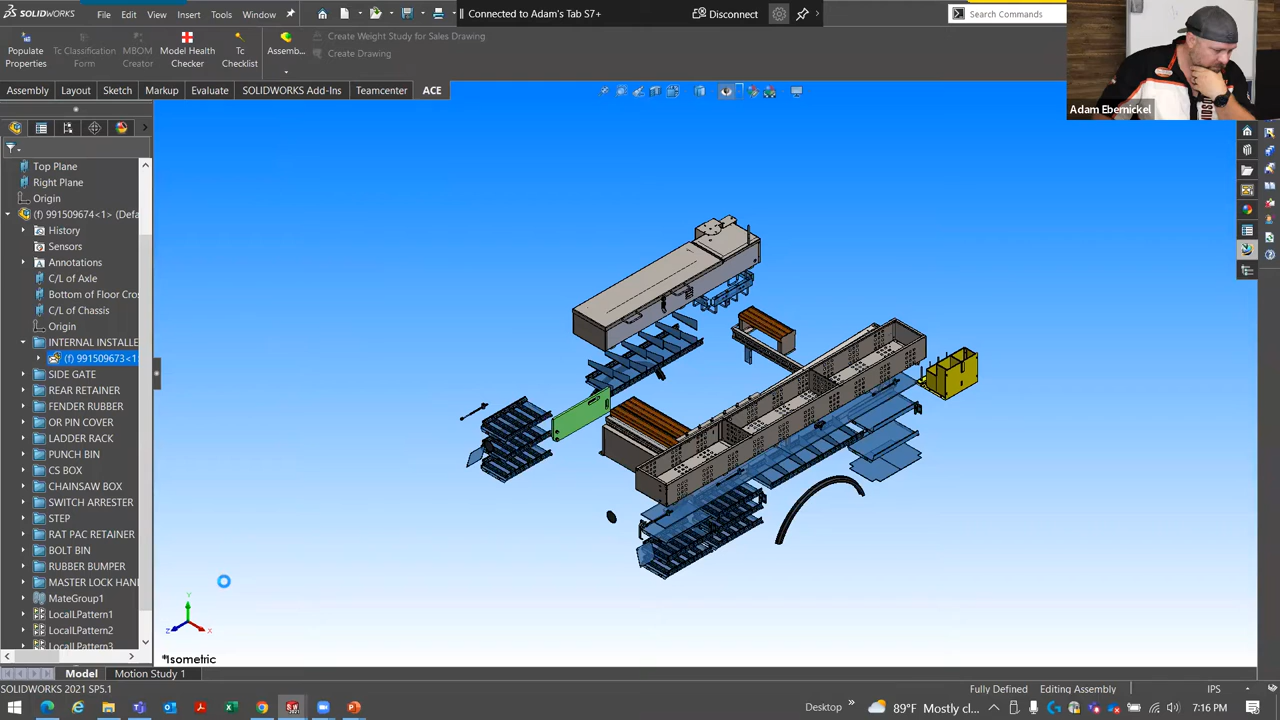 SOLIDWORKS
File
Edit
View
Insert
Tools
Window
Connected to Adam's Tab S7+
Disconnect
Search Commands
Populate
Properties
Tc Classification
Form
MBOM
Creator
Model Health
Checker
Tc
Checklist
Assemb...
Create Weight Study for Sales Drawing
Create Drawing
Assembly
Layout
Sketch
Markup
Evaluate
SOLIDWORKS Add-Ins
Teamcenter
ACE
Adam Ebernickel
Top Plane
Right Plane
Origin
(f) 991509674<1> (Defa
History
Sensors
Annotations
C/L of Axle
Bottom of Floor Cros
C/L of Chassis
Origin
INTERNAL INSTALLE
(f) 991509673<1
SIDE GATE
REAR RETAINER
FENDER RUBBER
OR PIN COVER
LADDER RACK
PUNCH BIN
CS BOX
CHAINSAW BOX
SWITCH ARRESTER
STEP
RAT PAC RETAINER
BOLT BIN
RUBBER BUMPER
MASTER LOCK HAN
MateGroup1
LocalLPattern1
LocalLPattern2
LocalLPattern3
Y
Z
X
*Isometric
Model
Motion Study 1
SOLIDWORKS 2021 SP5.1
Fully Defined
Editing Assembly
IPS
Desktop
89°F Mostly cl...
7:16 PM